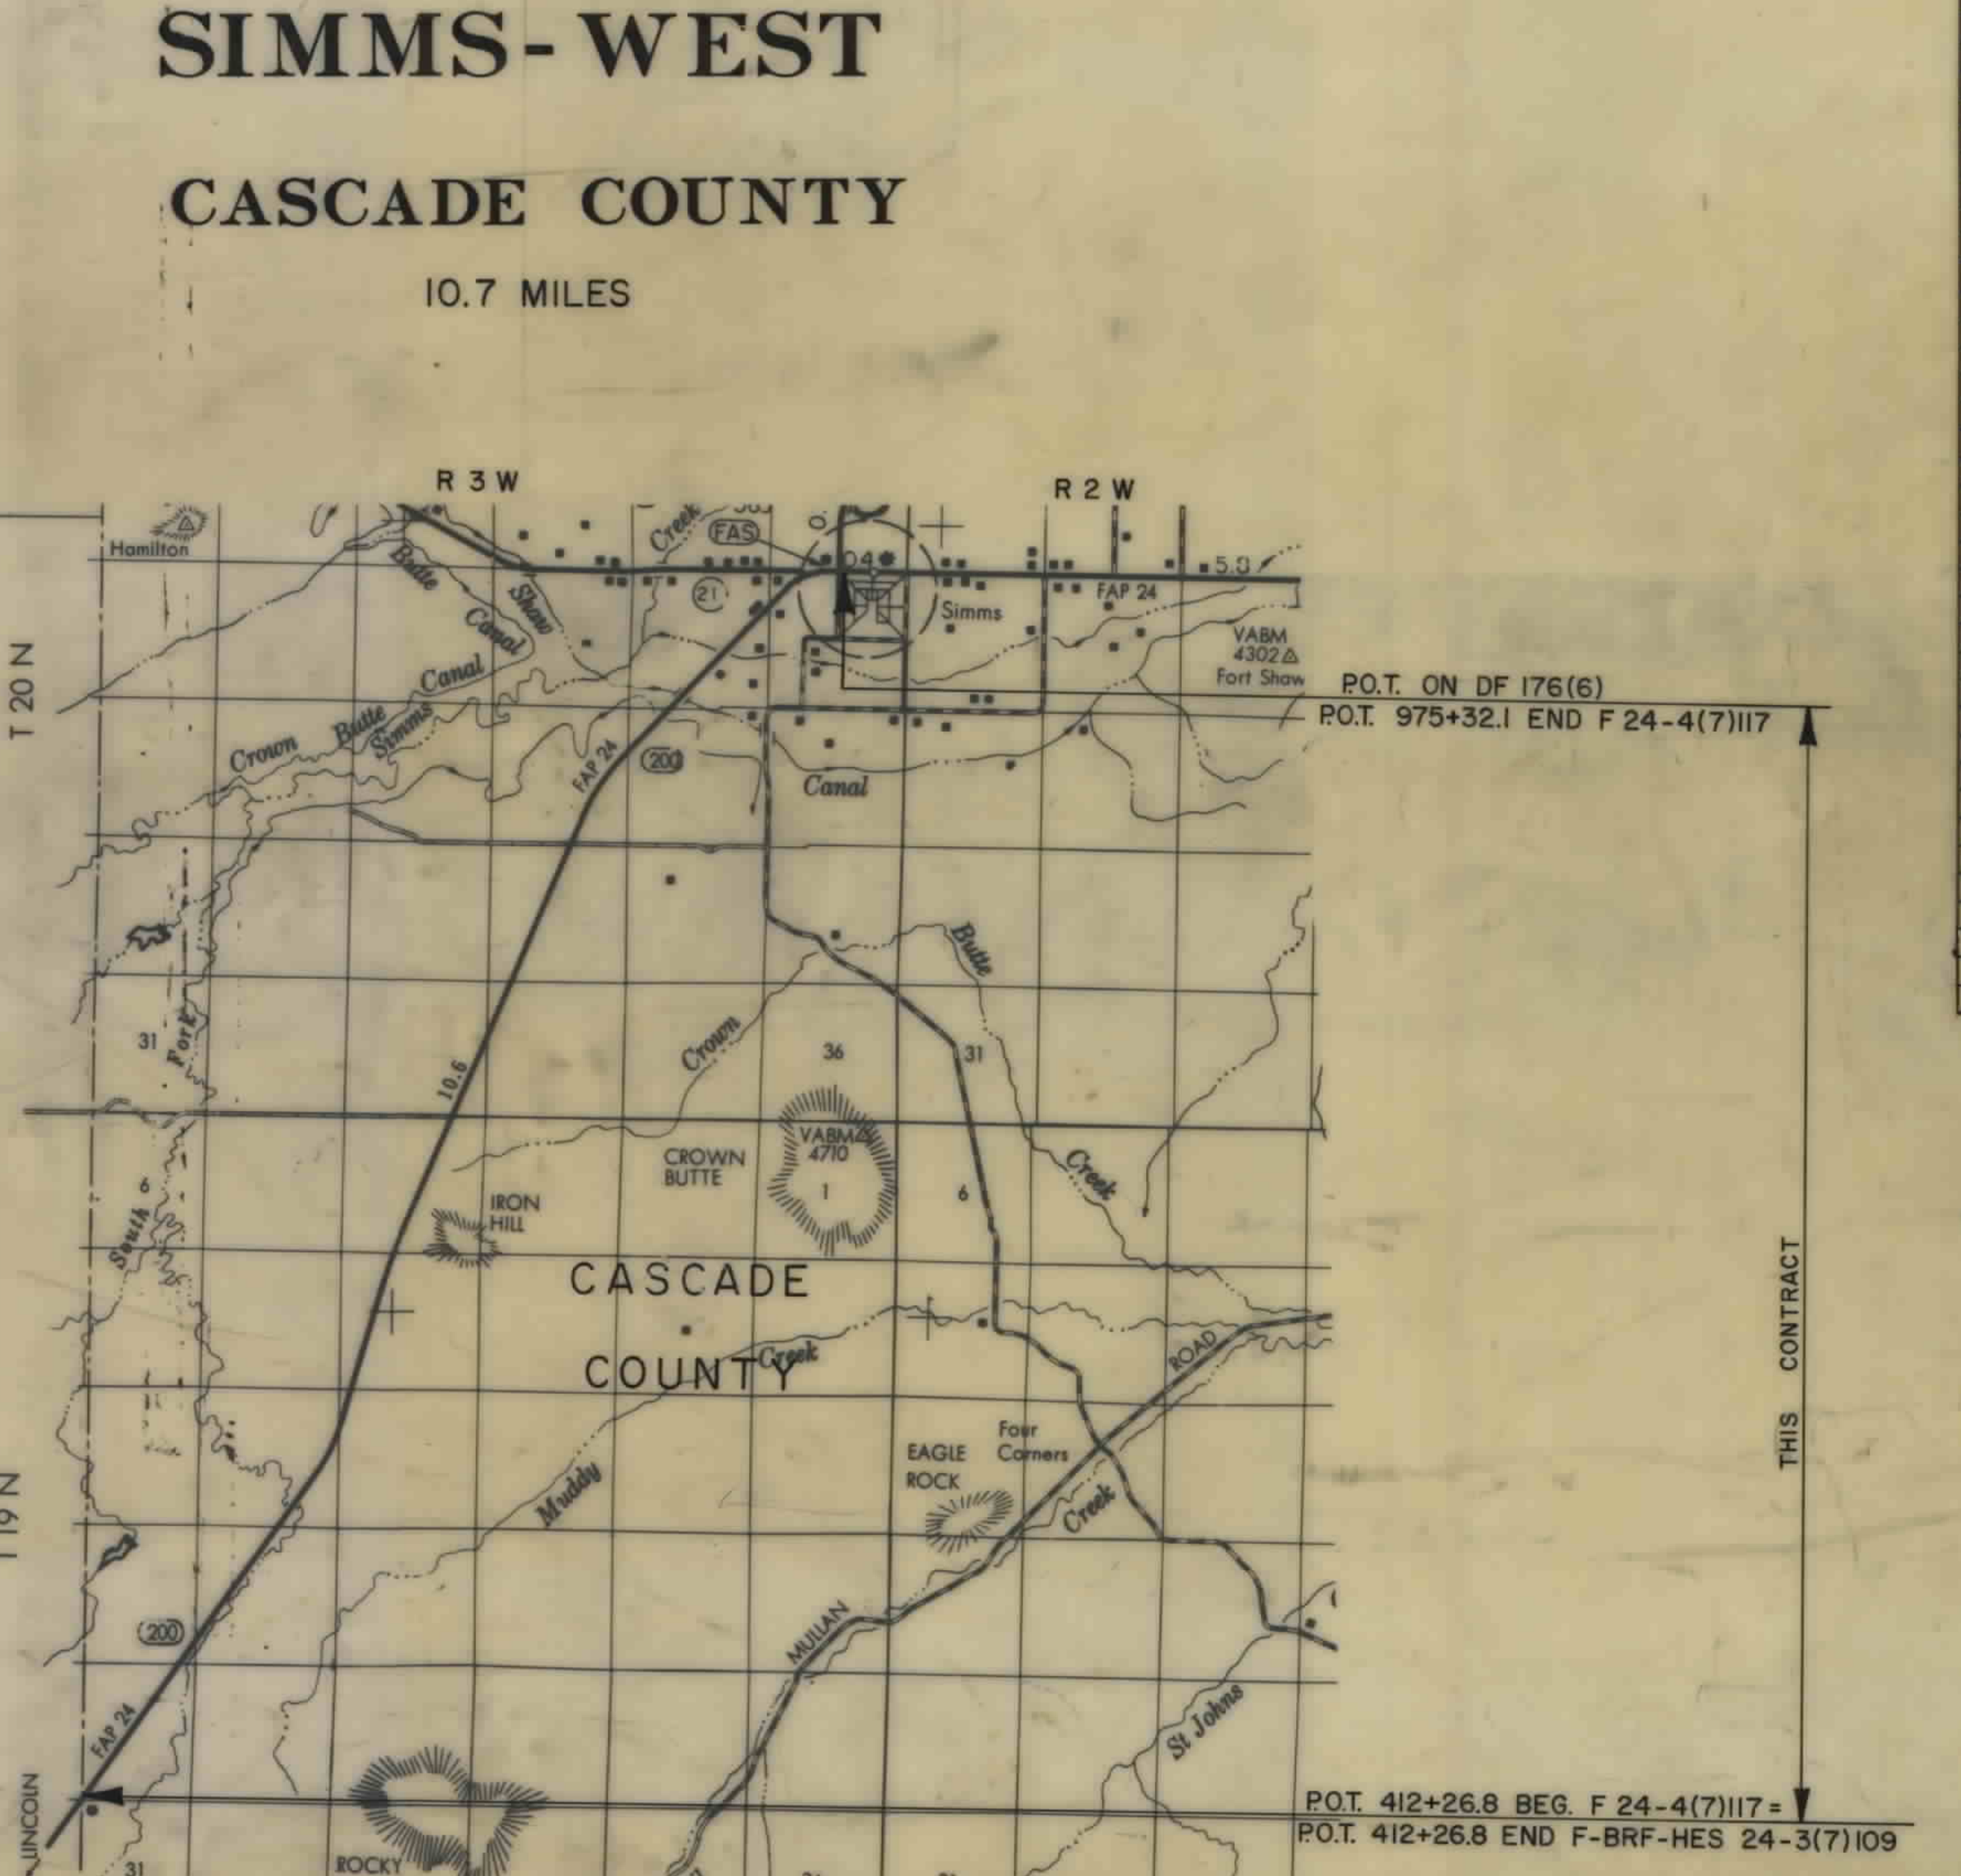 SIMMS-WEST
CASCADE COUNTY
10.7 MILES
R 3 W
R 2 W
Hamilton
Creek
FAS
0.
04
5.8
21
FAP 24
Simms
Butte
Shaw
Canal
VABM
4302
Fort Shaw
T 20 N
Canal
Butte
Simms
Crown
FAP 24
200
Canal
P.O.T. ON DF 176(6)
P.O.T. 975+32.1 END F 24-4(7)117
Butte
31
Fork
10.6
Crown
36
31
CROWN
BUTTE
VABM
4710
1
6
6
South
IRON
HILL
Creek
CASCADE
COUNTY
Creek
ROAD
THIS CONTRACT
Four
Corners
EAGLE
ROCK
Muddy
Creek
T 19 N
200
MULLAN
FAP 24
St Johns
LINCOLN
P.O.T. 412+26.8 BEG. F 24-4(7)117 =
P.O.T. 412+26.8 END F-BRF-HES 24-3(7)109
31
ROCKY